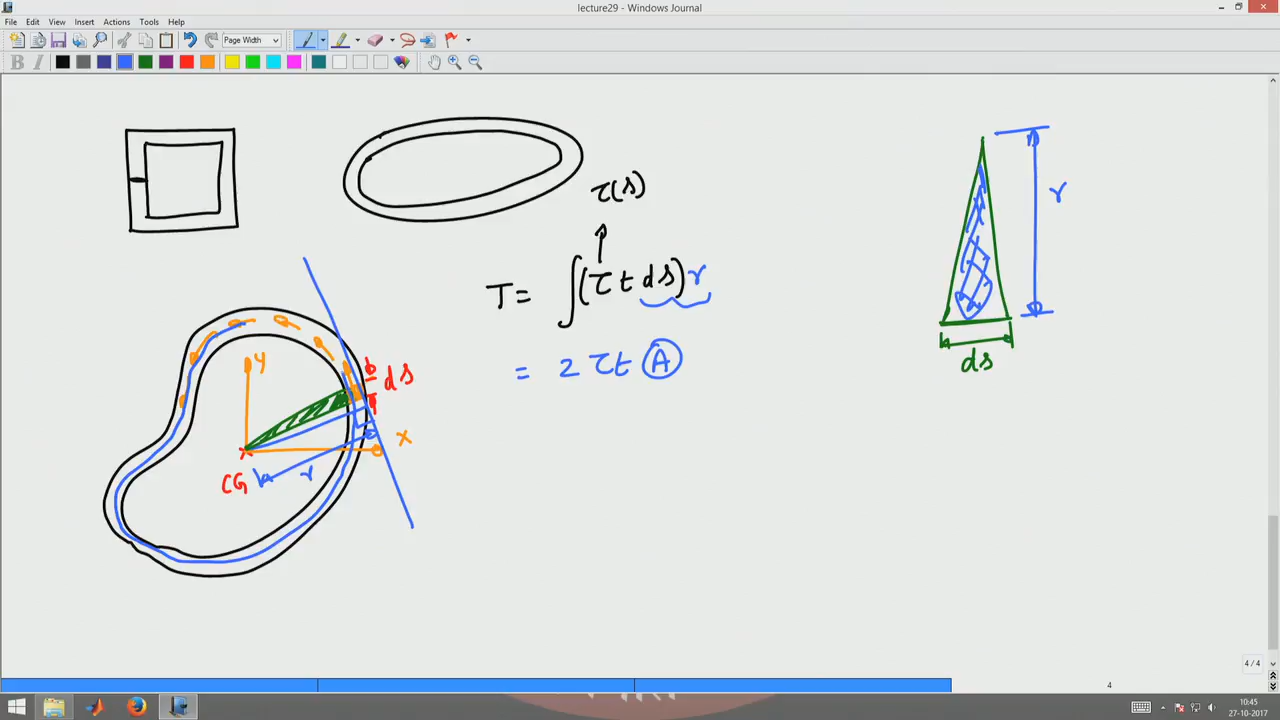 lecture29 - Windows Journal
File Edit View Insert Actions Tools Help
Page Width
B I
τ(s)
T = ∫(τ t ds) r
= 2 τt A
y
t
ds
x
CG
r
r
ds
4 / 4
4
10:45
27-10-2017